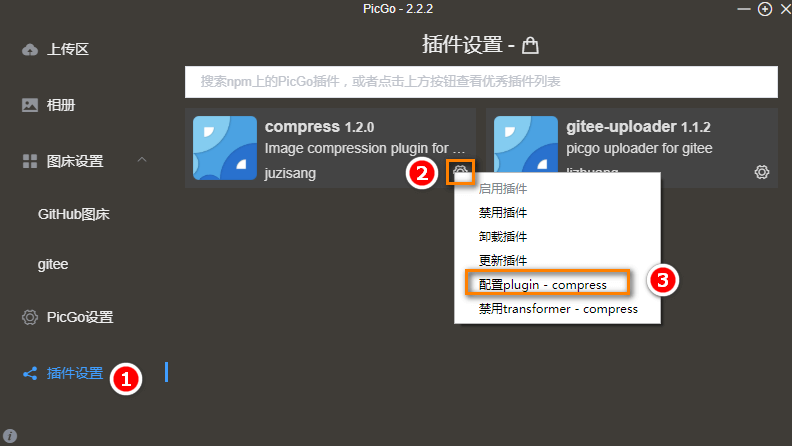 PicGo - 2.2.2
上传区
相册
图床设置
GitHub图床
gitee
PicGo设置
插件设置
1
插件设置 -
搜索npm上的PicGo插件，或者点击上方按钮查看优秀插件列表
compress 1.2.0
Image compression plugin for ...
juzisang
2
gitee-uploader 1.1.2
picgo uploader for gitee
启用插件
禁用插件
卸载插件
更新插件
配置plugin - compress
3
禁用transformer - compress